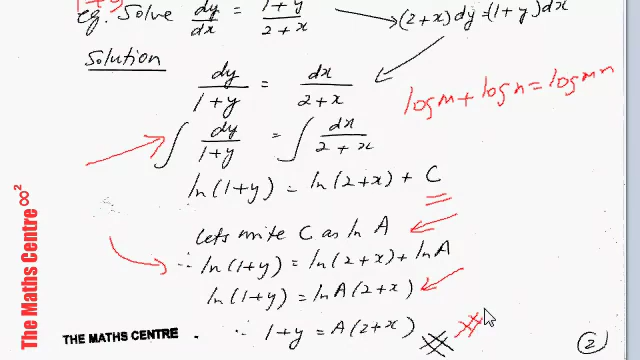 1+y
eg. Solve dy/dx = 1+y/2+x → (2+x)dy=(1+y)dx
Solution
dy/1+y = dx/2+x
log m + log n = log mn
∫ dy/1+y = ∫ dx/2+x
ln(1+y) = ln(2+x) + C
Lets write C as ln A
∴ ln(1+y) = ln(2+x) + ln A
ln(1+y) = ln A(2+x)
∴ 1+y = A(2+x)
The Maths Centre ∞²
THE MATHS CENTRE .
2